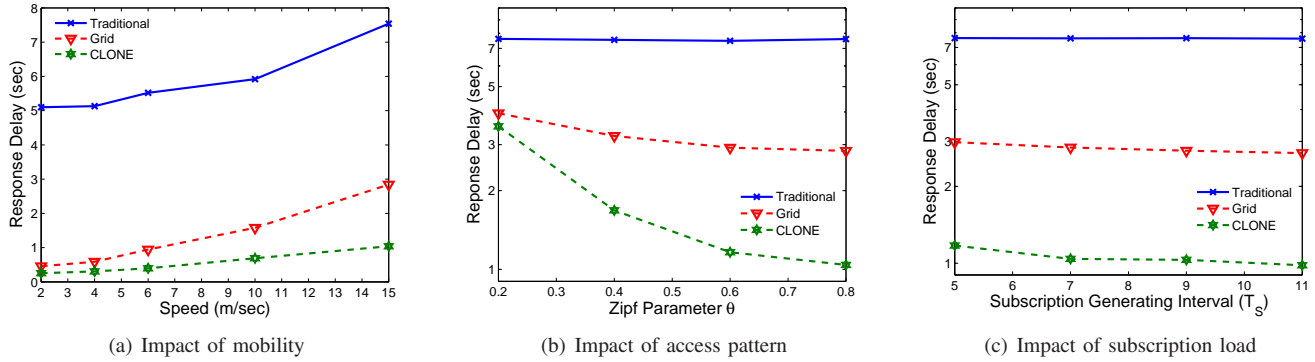 8
7
6
5
4
3
2
1
0
Response Delay (sec)
Traditional
Grid
CLONE
2 3 4 5 6 7 8 9 10 11 12 13 14 15
Speed (m/sec)
(a) Impact of mobility
7
5
4
3
2
1
Reponse Delay (sec)
Traditional
Grid
CLONE
0.2 0.3 0.4 0.5 0.6 0.7 0.8
Zipf Parameter θ
(b) Impact of access pattern
7
5
3
2
1
Response Delay (sec)
Traditional
Grid
CLONE
5 6 7 8 9 10 11
Subscription Generating Interval (T_S)
(c) Impact of subscription load